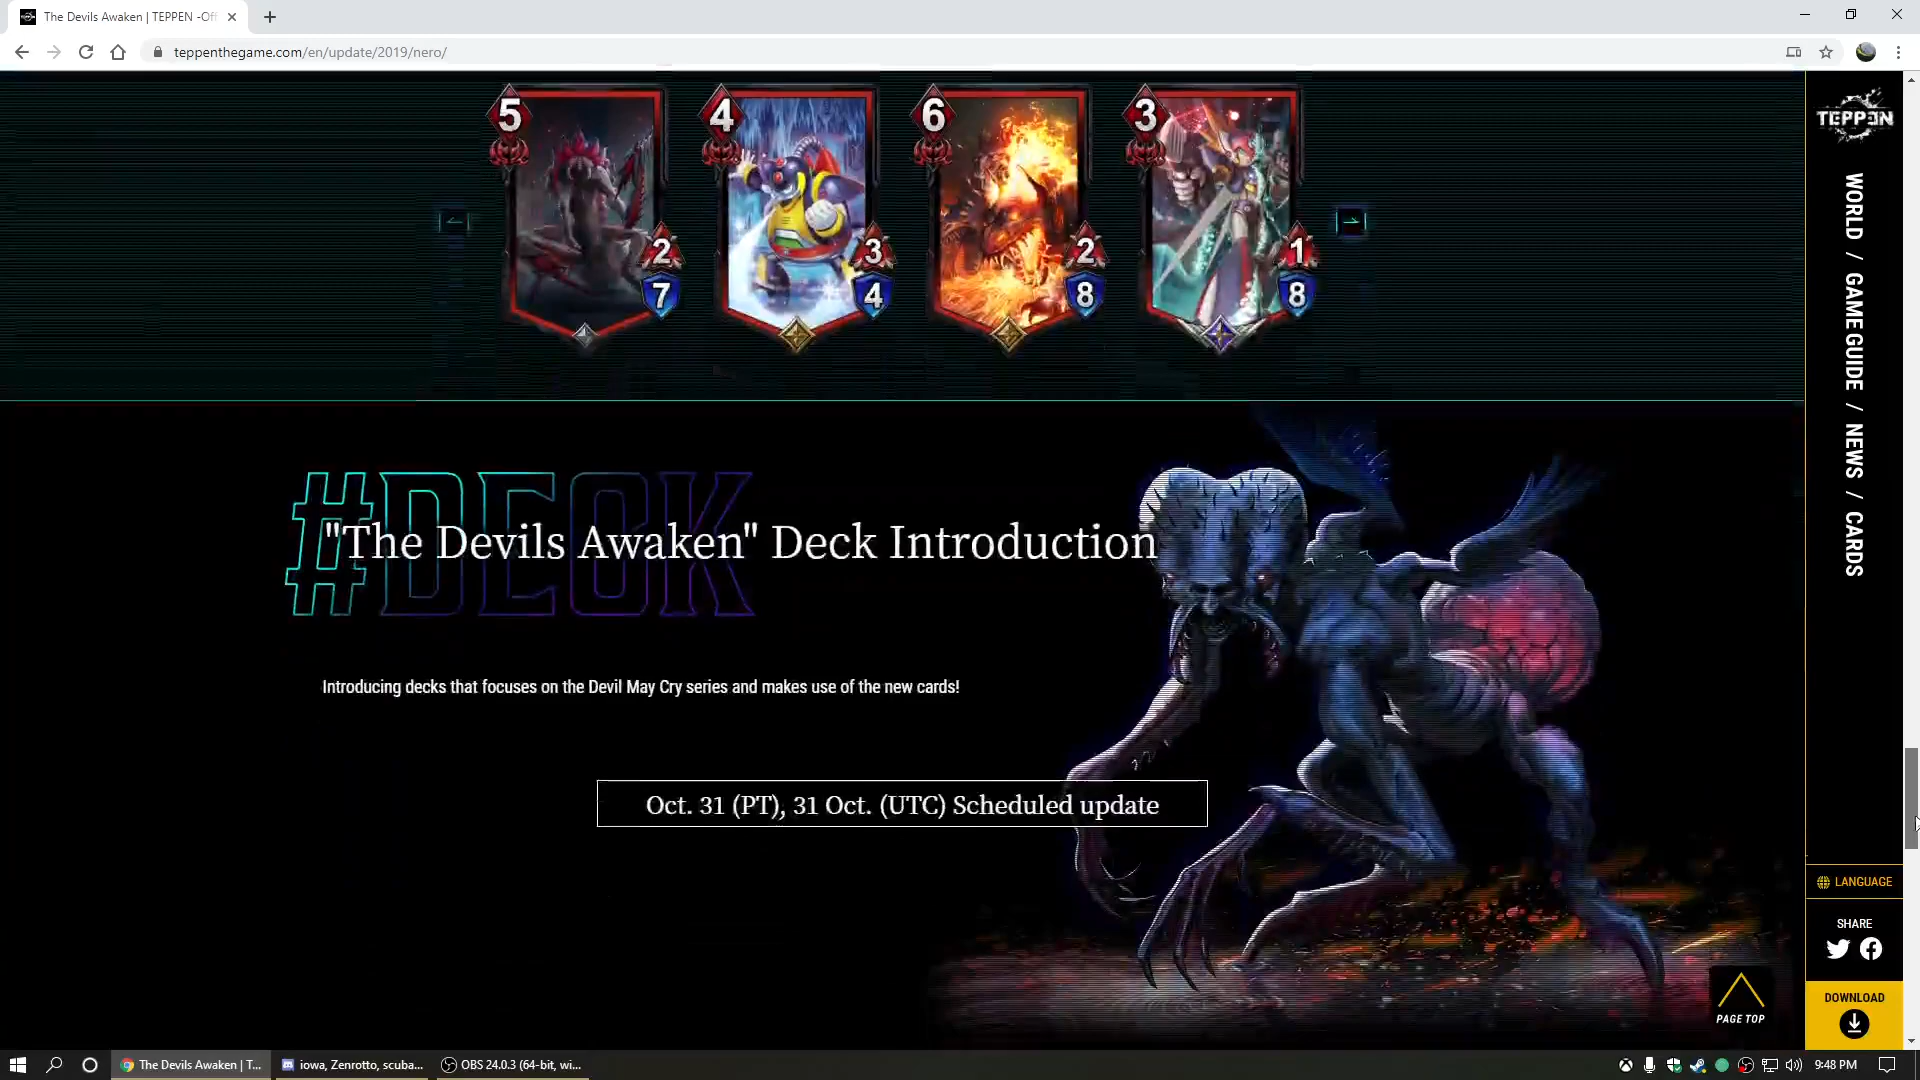 The Devils Awaken | TEPPEN -Off
teppenthegame.com/en/update/2019/nero/
5
4
6
3
2
7
3
4
2
8
1
8
TEPPEN
WORLD / GAME GUIDE / NEWS / CARDS
#DECK
"The Devils Awaken" Deck Introduction
Introducing decks that focuses on the Devil May Cry series and makes use of the new cards!
Oct. 31 (PT), 31 Oct. (UTC) Scheduled update
LANGUAGE
SHARE
PAGE TOP
DOWNLOAD
The Devils Awaken | T...
iowa, Zenrotto, scuba...
OBS 24.0.3 (64-bit, wi...
9:48 PM